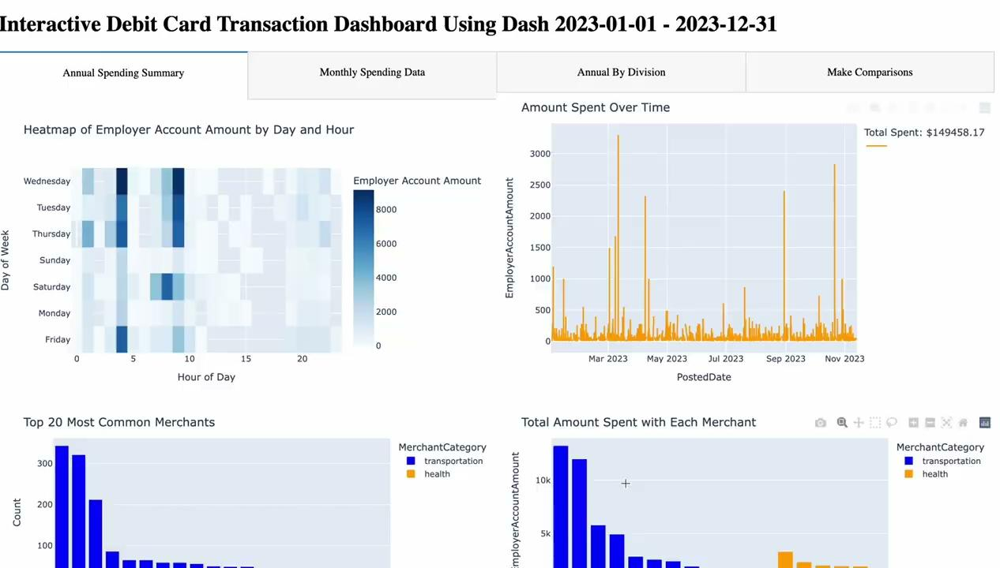 Interactive Debit Card Transaction Dashboard Using Dash 2023-01-01 - 2023-12-31
Annual Spending Summary
Monthly Spending Data
Annual By Division
Make Comparisons
Heatmap of Employer Account Amount by Day and Hour
Day of Week
Wednesday
Tuesday
Thursday
Sunday
Saturday
Monday
Friday
0 5 10 15 20
Hour of Day
Employer Account Amount
8000
6000
4000
2000
0
Amount Spent Over Time
EmployerAccountAmount
3000
2500
2000
1500
1000
500
0
Mar 2023 May 2023 Jul 2023 Sep 2023 Nov 2023
PostedDate
Total Spent: $149458.17
Top 20 Most Common Merchants
Count
300
200
100
MerchantCategory
transportation
health
Total Amount Spent with Each Merchant
EmployerAccountAmount
10k
5k
MerchantCategory
transportation
health